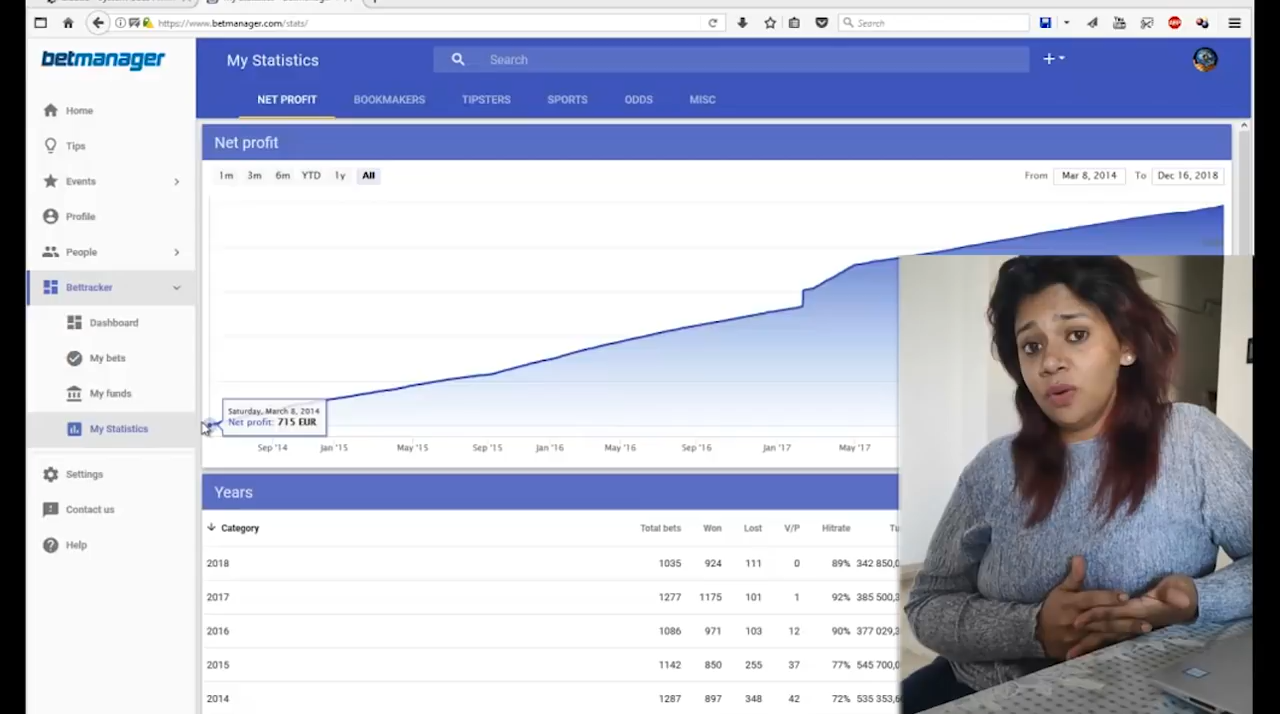 https://www.betmanager.com/stats/
Search
betmanager
My Statistics
Search
NET PROFIT BOOKMAKERS TIPSTERS SPORTS ODDS MISC
Home
Tips
Events
Profile
People
Bettracker
Dashboard
My bets
My funds
My Statistics
Settings
Contact us
Help
Net profit
1m 3m 6m YTD 1y All
From Mar 8, 2014 To Dec 16, 2018
Saturday, March 8, 2014
Net profit: 715 EUR
Sep '14 Jan '15 May '15 Sep '15 Jan '16 May '16 Sep '16 Jan '17 May '17
Years
Category Total bets Won Lost V/P Hitrate
2018 1035 924 111 0 89% 342 850,
2017 1277 1175 101 1 92% 385 500,
2016 1086 971 103 12 90% 377 029,
2015 1142 850 255 37 77% 545 700,
2014 1287 897 348 42 72% 535 353,